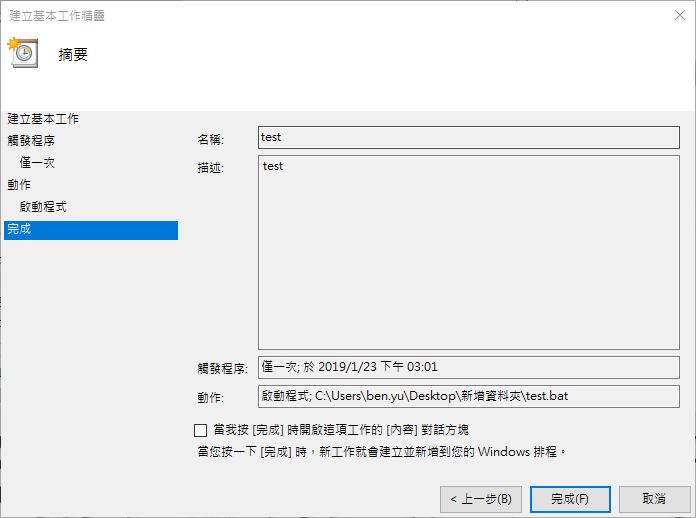 建立基本工作精靈
摘要
建立基本工作
觸發程序
僅一次
動作
啟動程式
完成
名稱:
test
描述:
test
觸發程序:
僅一次; 於 2019/1/23 下午 03:01
動作:
啟動程式; C:\Users\ben.yu\Desktop\新增資料夾\test.bat
當我按 [完成] 時開啟這項工作的 [內容] 對話方塊
當您按一下 [完成] 時，新工作就會建立並新增到您的 Windows 排程。
< 上一步(B)
完成(F)
取消